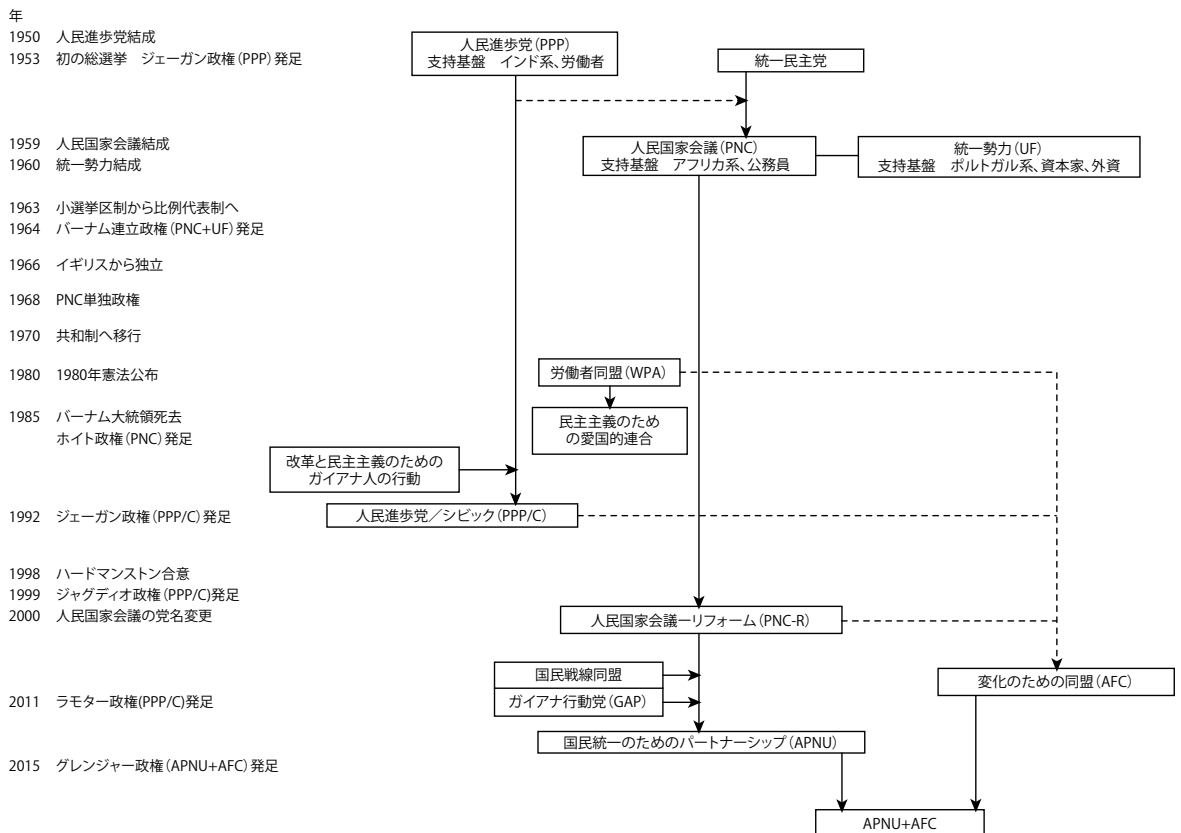 年
1950 人民進歩党結成
1953 初の総選挙 ジェーガン政権(PPP)発足
人民進歩党(PPP)
支持基盤 インド系、労働者
統一民主党
1959 人民国家会議結成
1960 統一勢力結成
人民国家会議(PNC)
支持基盤 アフリカ系、公務員
統一勢力(UF)
支持基盤 ポルトガル系、資本家、外資
1963 小選挙区制から比例代表制へ
1964 バーナム連立政権(PNC+UF)発足
1966 イギリスから独立
1968 PNC単独政権
1970 共和制へ移行
1980 1980年憲法公布
労働者同盟(WPA)
1985 バーナム大統領死去
ホイト政権(PNC)発足
民主主義のため
の愛国的連合
改革と民主主義のための
ガイアナ人の行動
1992 ジェーガン政権(PPP/C)発足
人民進歩党／シビック(PPP/C)
1998 ハードマンストン合意
1999 ジャグディオ政権(PPP/C)発足
2000 人民国家会議の党名変更
人民国家会議ーリフォーム(PNC-R)
国民戦線同盟
ガイアナ行動党(GAP)
変化のための同盟(AFC)
2011 ラモター政権(PPP/C)発足
国民統一のためのパートナーシップ(APNU)
2015 グレンジャー政権(APNU+AFC)発足
APNU+AFC